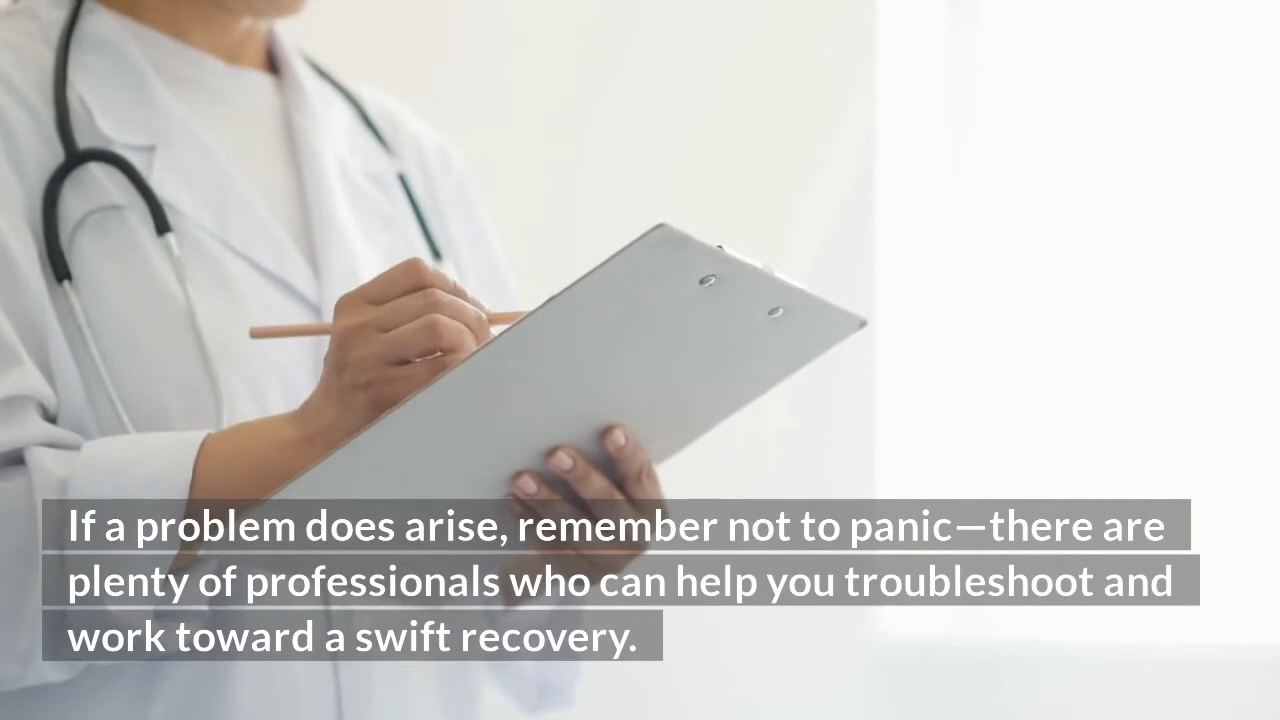 If a problem does arise, remember not to panic—there are
plenty of professionals who can help you troubleshoot and
work toward a swift recovery.